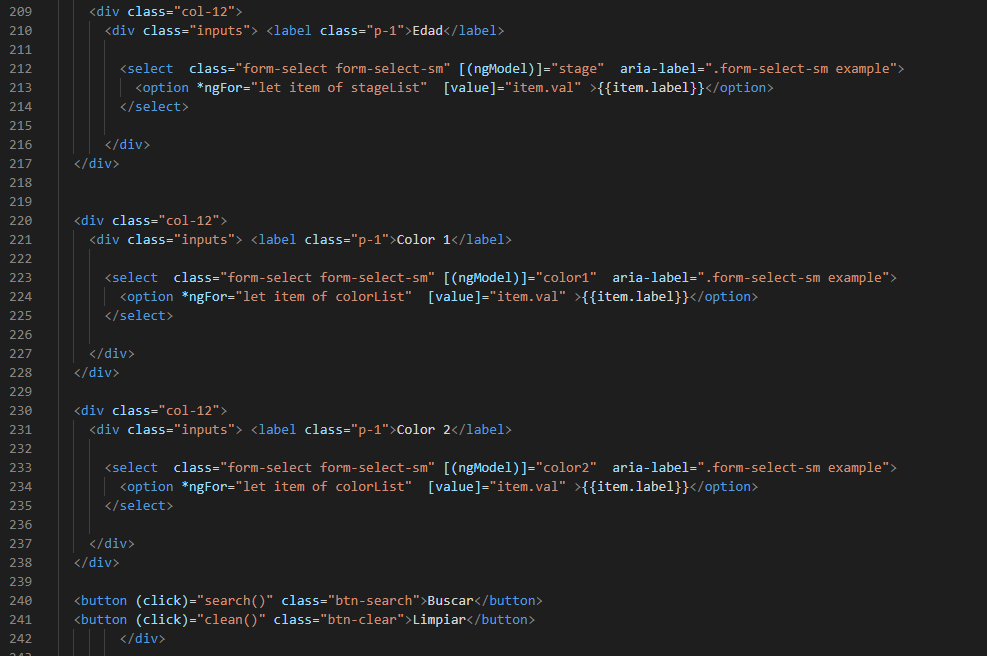 209 <div class="col-12">
210 <div class="inputs"> <label class="p-1">Edad</label>
211
212 <select  class="form-select form-select-sm" [(ngModel)]="stage"  aria-label=".form-select-sm example">
213 <option *ngFor="let item of stageList"  [value]="item.val" >{{item.label}}</option>
214 </select>
215
216 </div>
217 </div>
218
219
220 <div class="col-12">
221 <div class="inputs"> <label class="p-1">Color 1</label>
222
223 <select  class="form-select form-select-sm" [(ngModel)]="color1"  aria-label=".form-select-sm example">
224 <option *ngFor="let item of colorList"  [value]="item.val" >{{item.label}}</option>
225 </select>
226
227 </div>
228 </div>
229
230 <div class="col-12">
231 <div class="inputs"> <label class="p-1">Color 2</label>
232
233 <select  class="form-select form-select-sm" [(ngModel)]="color2"  aria-label=".form-select-sm example">
234 <option *ngFor="let item of colorList"  [value]="item.val" >{{item.label}}</option>
235 </select>
236
237 </div>
238 </div>
239
240 <button (click)="search()" class="btn-search">Buscar</button>
241 <button (click)="clean()" class="btn-clear">Limpiar</button>
242 </div>